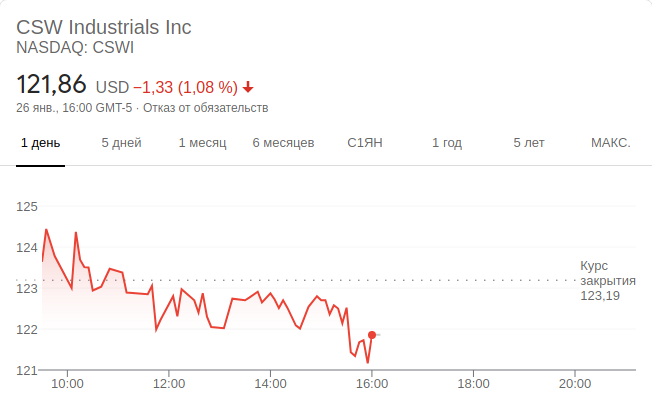 CSW Industrials Inc
NASDAQ: CSWI
121,86 USD −1,33 (1,08 %)
26 янв., 16:00 GMT-5 · Отказ от обязательств
1 день 5 дней 1 месяц 6 месяцев С1ЯН 1 год 5 лет МАКС.
125
124
123
122
121
Курс
закрытия
123,19
10:00 12:00 14:00 16:00 18:00 20:00